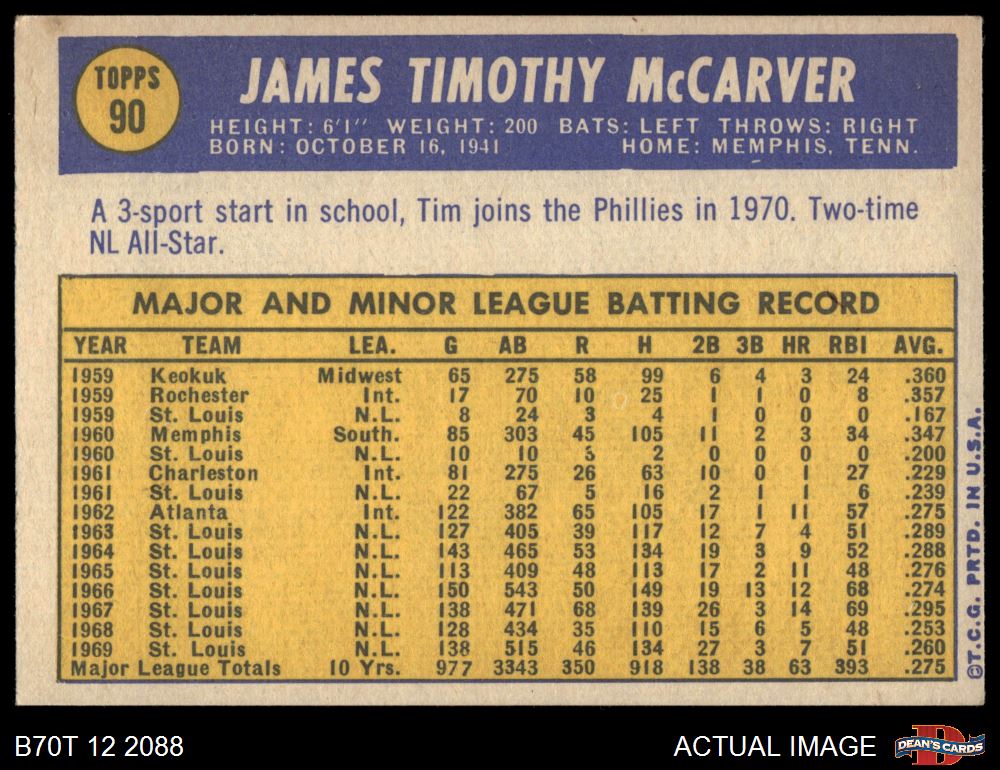 TOPPS
90
JAMES TIMOTHY McCARVER
HEIGHT: 6'1" WEIGHT: 200 BATS: LEFT THROWS: RIGHT
BORN: OCTOBER 16, 1941 HOME: MEMPHIS, TENN.
A 3-sport start in school, Tim joins the Phillies in 1970. Two-time
NL All-Star.
MAJOR AND MINOR LEAGUE BATTING RECORD
YEAR TEAM LEA. G AB R H 2B 3B HR RBI AVG.
1959 Keokuk Midwest 65 275 58 99 6 4 3 24 .360
1959 Rochester Int. 17 70 10 25 1 1 0 8 .357
1959 St. Louis N.L. 8 24 3 4 1 0 0 0 .167
1960 Memphis South. 85 303 45 105 11 2 3 34 .347
1960 St. Louis N.L. 10 10 3 2 0 0 0 0 .200
1961 Charleston Int. 81 275 26 63 10 0 1 27 .229
1961 St. Louis N.L. 22 67 5 16 2 1 1 6 .239
1962 Atlanta Int. 122 382 65 105 17 1 11 57 .275
1963 St. Louis N.L. 127 405 39 117 12 7 4 51 .289
1964 St. Louis N.L. 143 465 53 134 19 3 9 52 .288
1965 St. Louis N.L. 113 409 48 113 17 2 11 48 .276
1966 St. Louis N.L. 150 543 50 149 19 13 12 68 .274
1967 St. Louis N.L. 138 471 68 139 26 3 14 69 .295
1968 St. Louis N.L. 128 434 35 110 15 6 5 48 .253
1969 St. Louis N.L. 138 515 46 134 27 3 7 51 .260
Major League Totals 10 Yrs. 977 3343 350 918 138 38 63 393 .275
©T.C.G. PRTD. IN U.S.A.
B70T 12 2088
ACTUAL IMAGE
D
DEAN'S CARDS